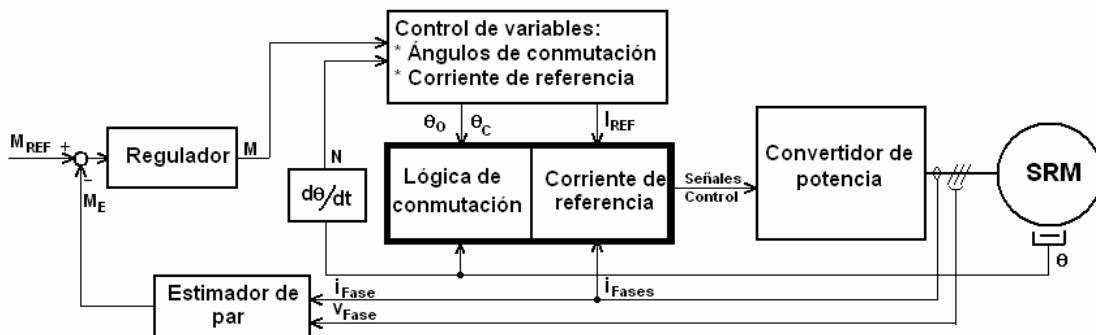 Control de variables:
* Ángulos de conmutación
* Corriente de referencia
M_REF + -
Regulador
M
N
θ_O θ_C
I_REF
dθ/dt
Lógica de conmutación
Corriente de referencia
Señales
Control
Convertidor de potencia
SRM
θ
M_E
Estimador de par
i_Fase
v_Fase
i_Fases